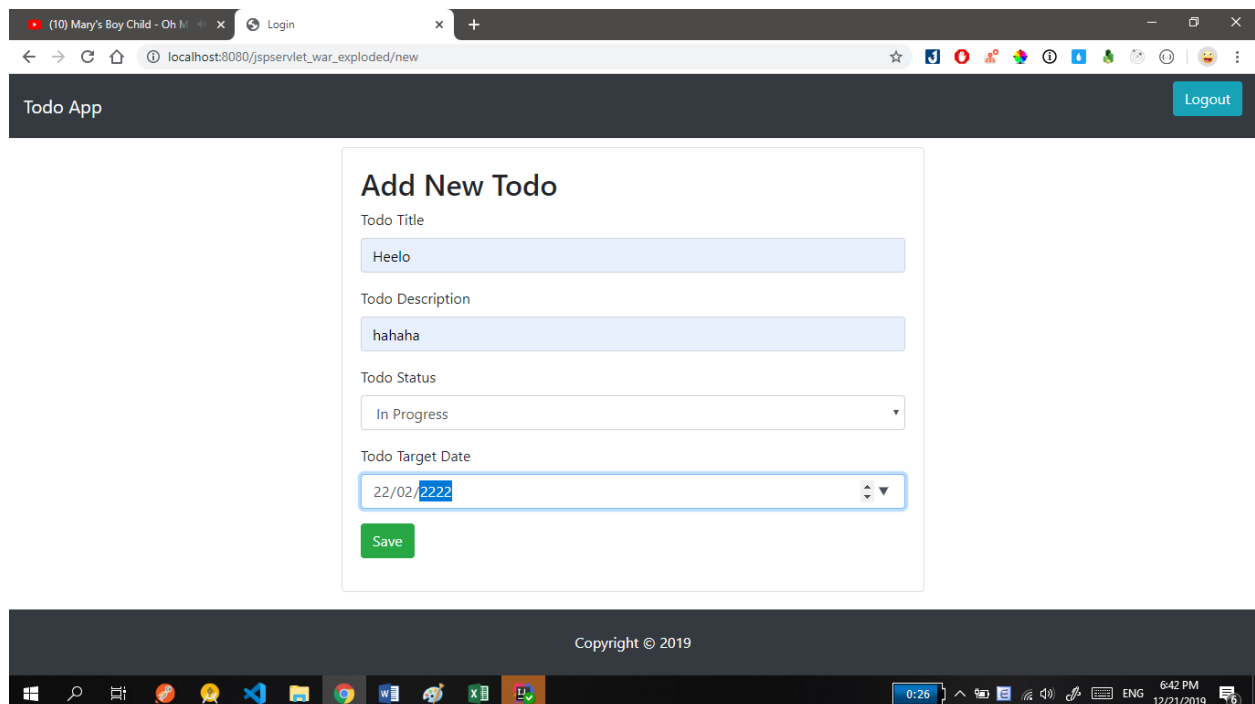 (10) Mary's Boy Child - Oh M
Login
localhost:8080/jspservlet_war_exploded/new
Todo App
Logout
Add New Todo
Todo Title
Heelo
Todo Description
hahaha
Todo Status
In Progress
Todo Target Date
22/02/2222
Save
Copyright © 2019
0:26
ENG
6:42 PM
12/21/2019
6